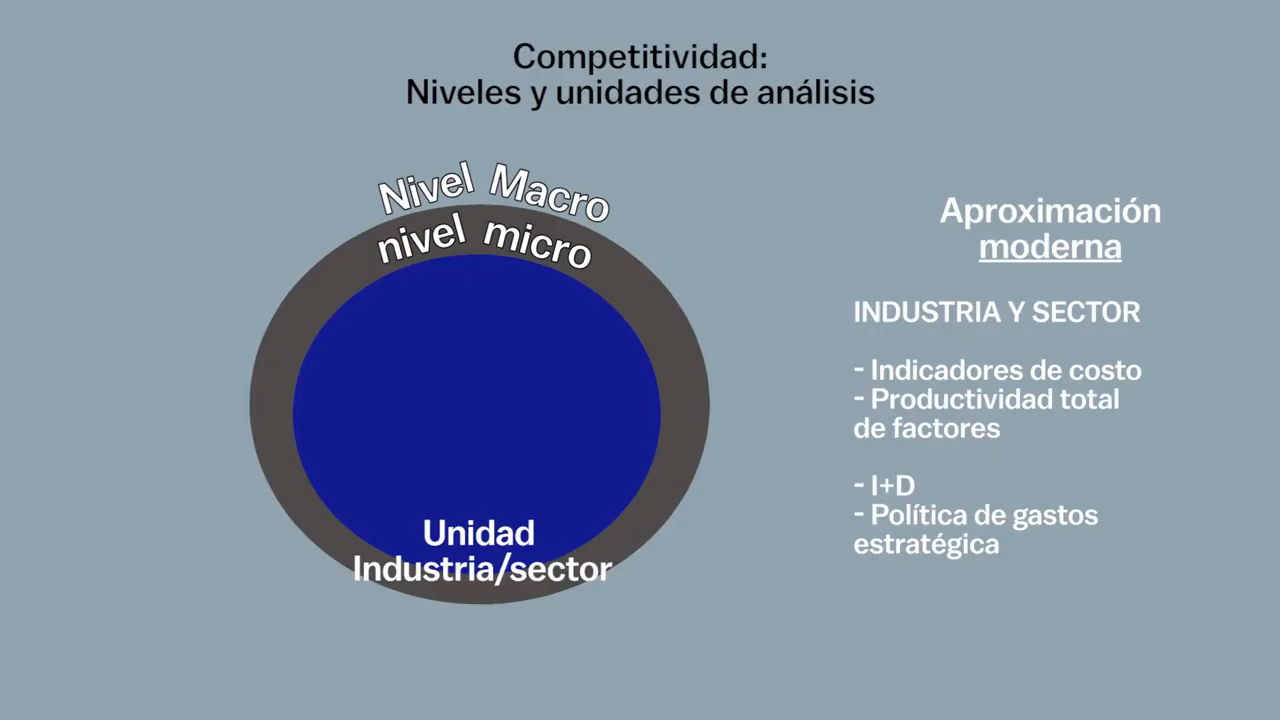 Competitividad:
Niveles y unidades de análisis
Nivel Macro
nivel micro
Unidad
Industria/sector
Aproximación
moderna
INDUSTRIA Y SECTOR
- Indicadores de costo
- Productividad total
de factores
- I+D
- Política de gastos
estratégica